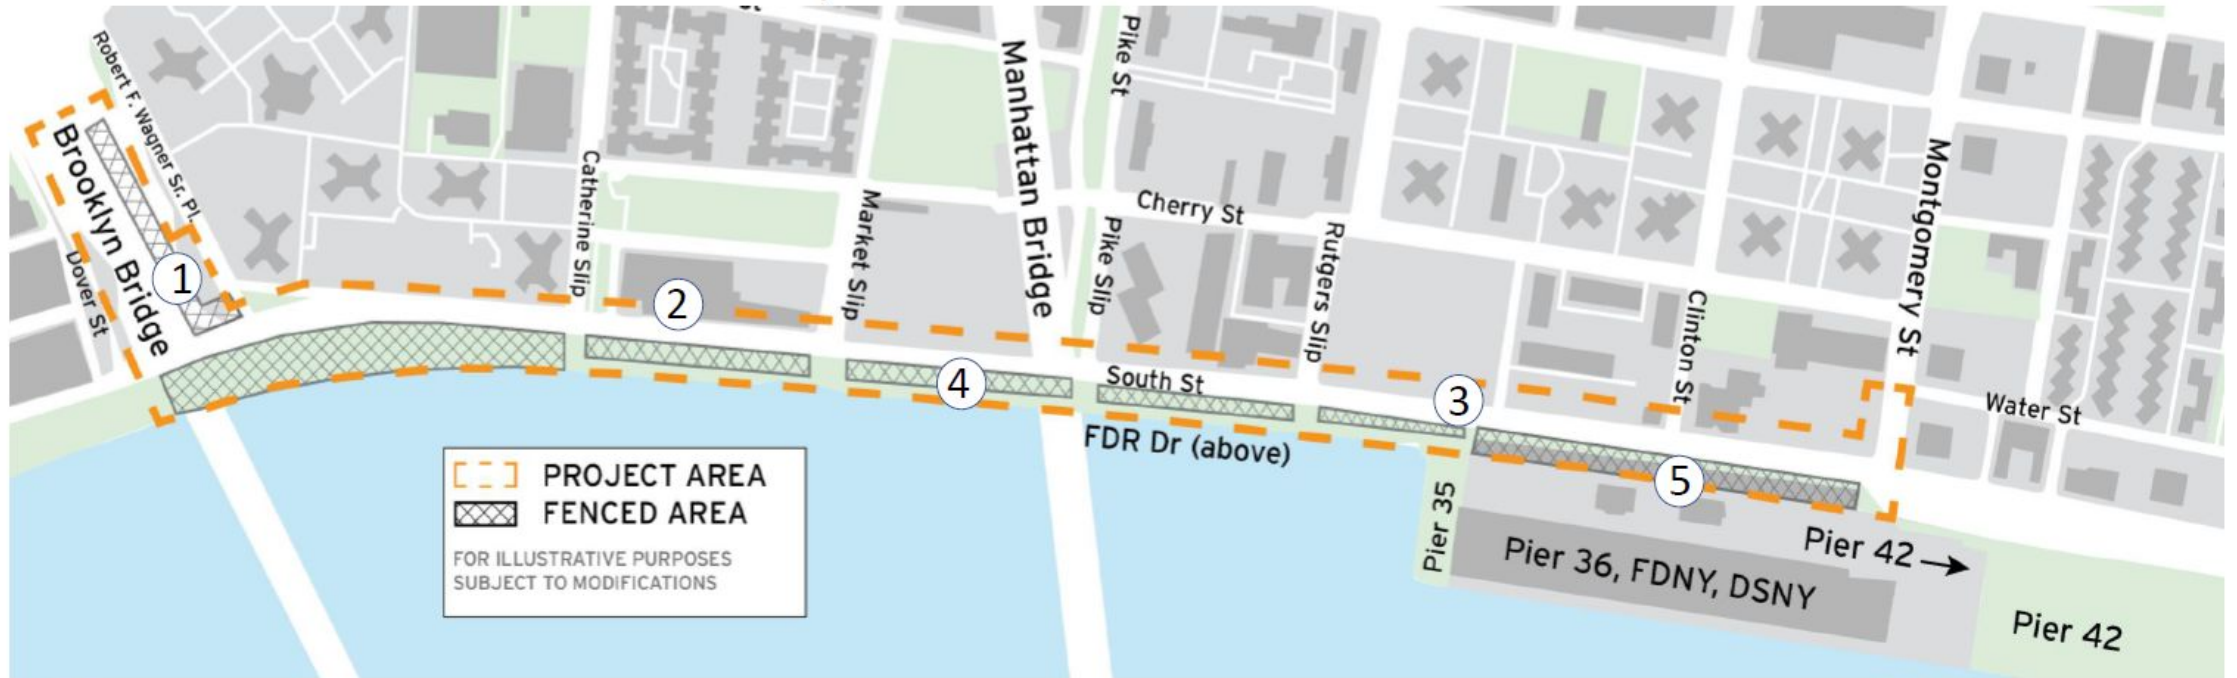 St
Robert F. Wagner Sr. Pl.
Brooklyn Bridge
Dover St
1
Catherine Slip
2
Market Slip
Manhattan Bridge
Pike St
Pike Slip
Cherry St
Rutgers Slip
4
South St
FDR Dr (above)
3
Clinton St
Montgomery St
Water St
5
Pier 35
Pier 36, FDNY, DSNY
Pier 42
Pier 42
PROJECT AREA
FENCED AREA
FOR ILLUSTRATIVE PURPOSES
SUBJECT TO MODIFICATIONS